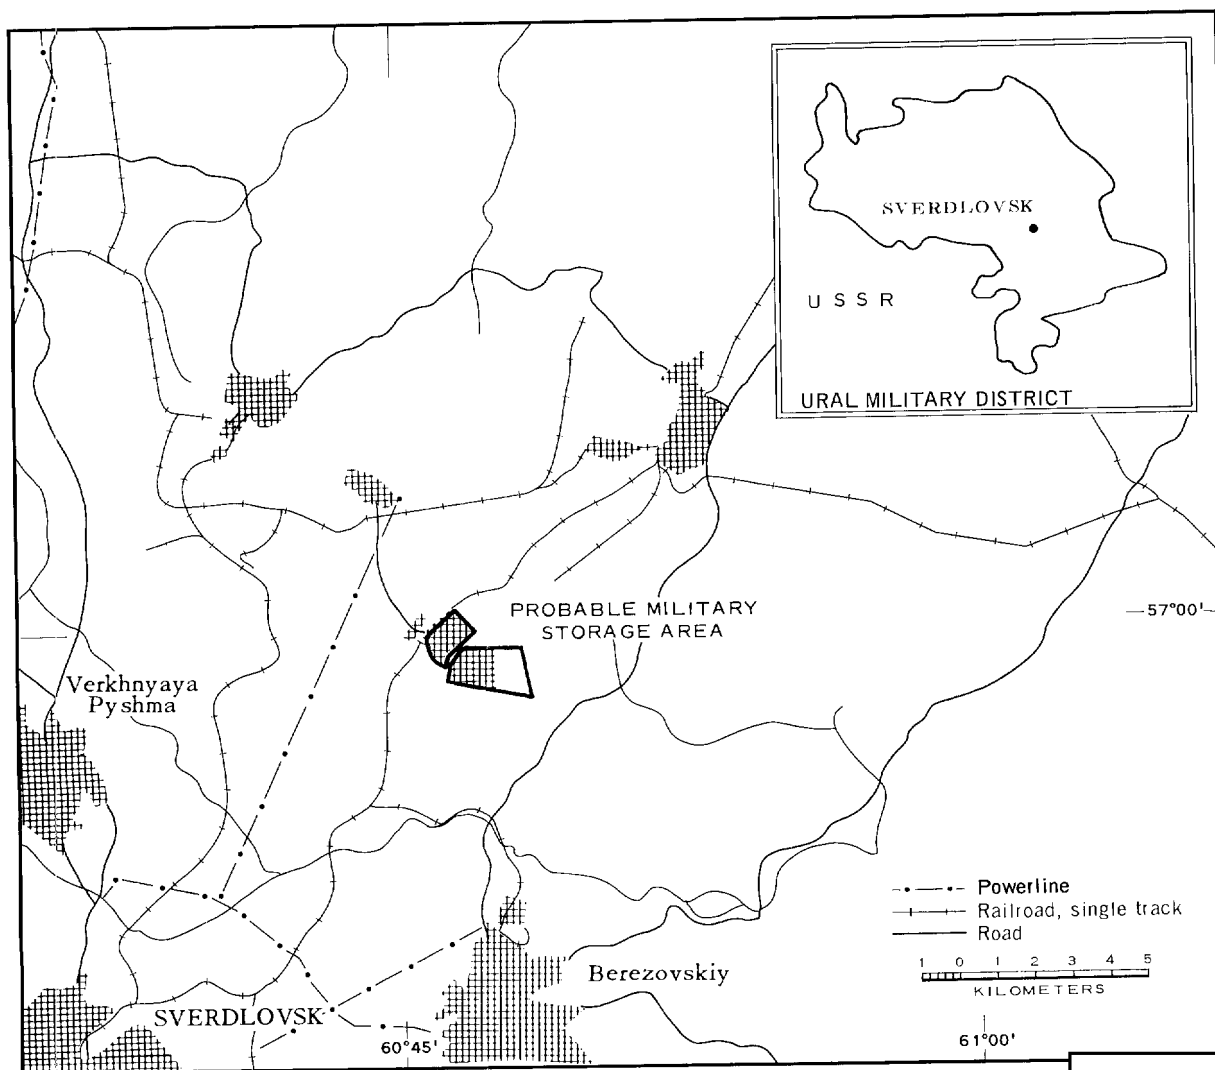 SVERDLOVSK
U S S R
URAL MILITARY DISTRICT
PROBABLE MILITARY
STORAGE AREA
57°00'
Verkhnyaya
Pyshma
Powerline
Railroad, single track
Road
1 0 1 2 3 4 5
KILOMETERS
Berezovskiy
SVERDLOVSK
60°45'
61°00'